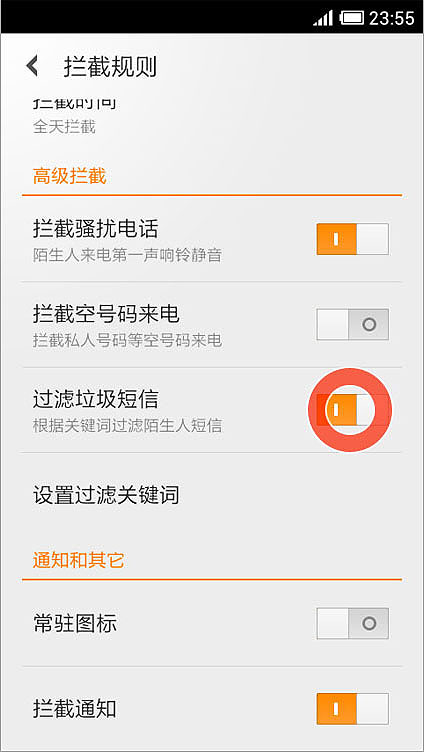 23:55
拦截规则
拦截时间
全天拦截
高级拦截
拦截骚扰电话
陌生人来电第一声响铃静音
拦截空号码来电
拦截私人号码等空号码来电
过滤垃圾短信
根据关键词过滤陌生人短信
设置过滤关键词
通知和其它
常驻图标
拦截通知